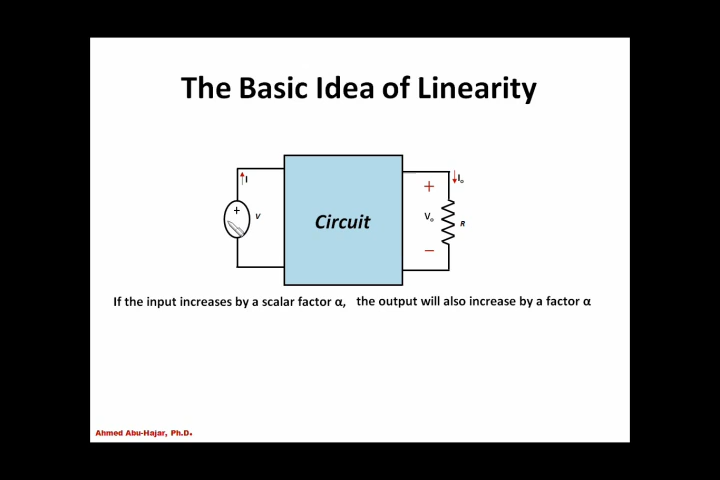 The Basic Idea of Linearity
I
Iₒ
+
+
V
Circuit
Vₒ
R
−
If the input increases by a scalar factor α, the output will also increase by a factor α
Ahmed Abu-Hajar, Ph.D.